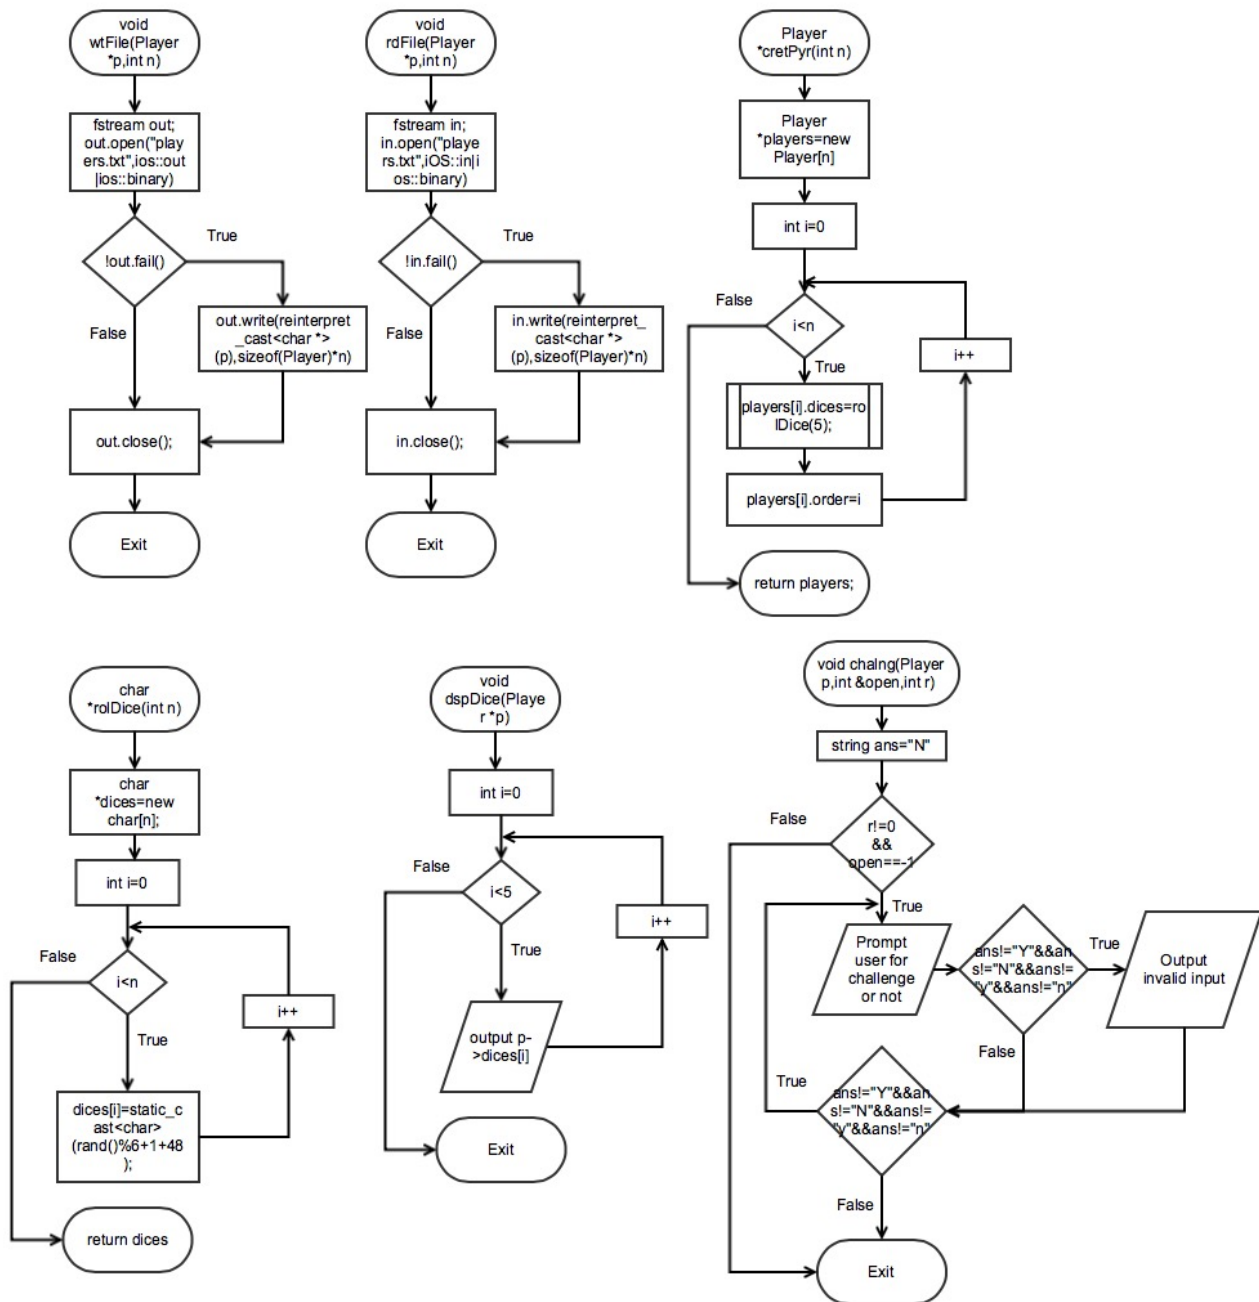 void
wtFile(Player
*p,int n)
fstream out;
out.open("play
ers.txt",ios::out
|ios::binary)
!out.fail()
True
False
out.write(reinterpret
_cast<char *>
(p),sizeof(Player)*n)
out.close();
Exit
void
rdFile(Player
*p,int n)
fstream in;
in.open("playe
rs.txt",iOS::in|i
os::binary)
!in.fail()
True
False
in.write(reinterpret_
cast<char *>
(p),sizeof(Player)*n)
in.close();
Exit
Player
*cretPyr(int n)
Player
*players=new
Player[n]
int i=0
False
i<n
True
i++
players[i].dices=ro
lDice(5);
players[i].order=i
return players;
char
*rolDice(int n)
char
*dices=new
char[n];
int i=0
False
i<n
True
i++
dices[i]=static_c
ast<char>
(rand()%6+1+48
);
return dices
void
dspDice(Playe
r *p)
int i=0
False
i<5
True
i++
output p-
>dices[i]
Exit
void chalng(Player
p,int &open,int r)
string ans="N"
False
r!=0
&&
open==-1
True
Prompt
user for
challenge
or not
ans!="Y"&&an
s!="N"&&ans!=
"y"&&ans!="n"
True
Output
invalid input
False
True
ans!="Y"&&an
s!="N"&&ans!=
"y"&&ans!="n"
False
Exit